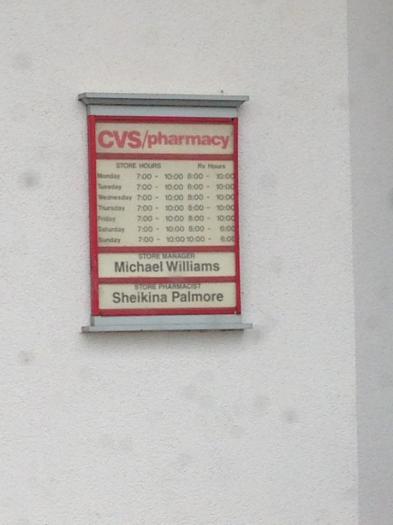 CVS/pharmacy
STORE HOURS Rx Hours
Monday 7:00 - 10:00 8:00 - 10:00
Tuesday 7:00 - 10:00 8:00 - 10:00
Wednesday 7:00 - 10:00 8:00 - 10:00
Thursday 7:00 - 10:00 8:00 - 10:00
Friday 7:00 - 10:00 8:00 - 10:00
Saturday 7:00 - 10:00 8:00 - 6:00
Sunday 7:00 - 10:00 10:00 - 6:00
STORE MANAGER
Michael Williams
STORE PHARMACIST
Sheikina Palmore